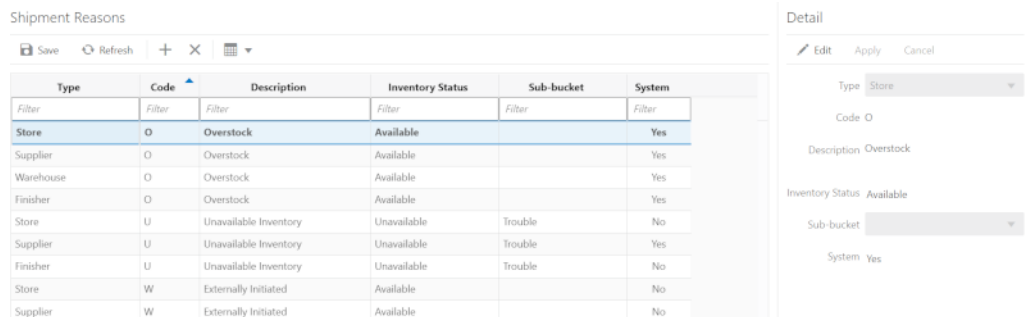 Shipment Reasons
Save Refresh
Type Code Description Inventory Status Sub-bucket System
Filter Filter Filter Filter Filter Filter
Store O Overstock Available Yes
Supplier O Overstock Available Yes
Warehouse O Overstock Available Yes
Finisher O Overstock Available Yes
Store U Unavailable Inventory Unavailable Trouble No
Supplier U Unavailable Inventory Unavailable Trouble Yes
Finisher U Unavailable Inventory Unavailable Trouble No
Store W Externally Initiated Available No
Supplier W Externally Initiated Available No
Detail
Edit Apply Cancel
Type Store
Code O
Description Overstock
Inventory Status Available
Sub-bucket
System Yes